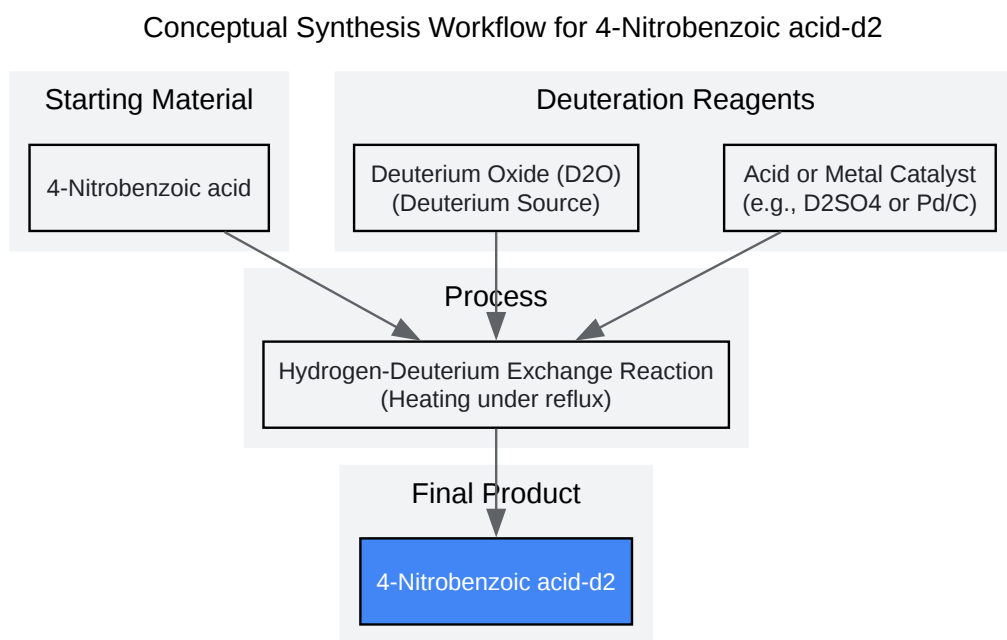 Conceptual Synthesis Workflow for 4-Nitrobenzoic acid-d2
Starting Material
Deuteration Reagents
4-Nitrobenzoic acid
Deuterium Oxide (D2O)
(Deuterium Source)
Acid or Metal Catalyst
(e.g., D2SO4 or Pd/C)
Process
Hydrogen-Deuterium Exchange Reaction
(Heating under reflux)
Final Product
4-Nitrobenzoic acid-d2